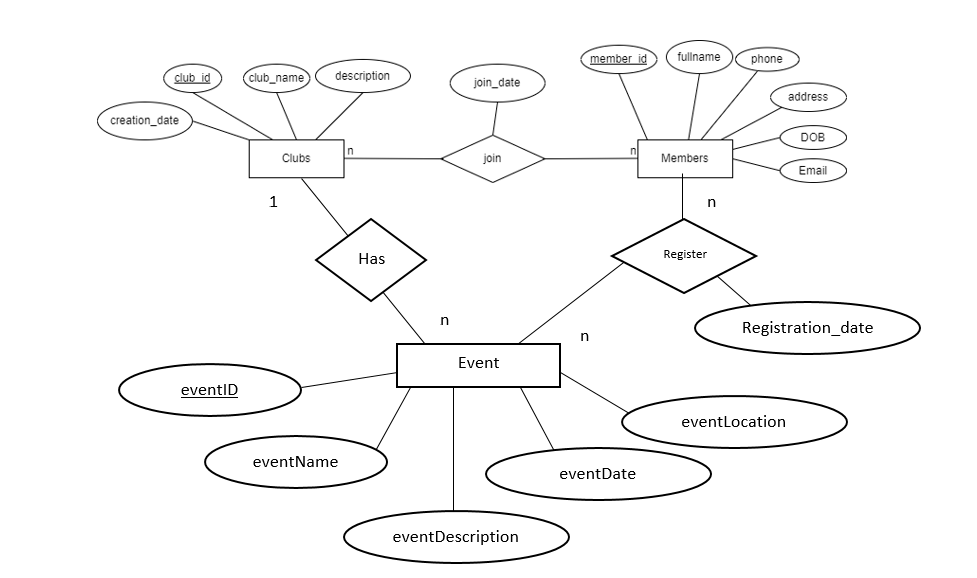 member_id
fullname
phone
club_id
club_name
description
join_date
address
creation_date
DOB
Clubs
n
join
n
Members
Email
1
n
Has
Register
n
Registration_date
n
Event
eventID
eventLocation
eventName
eventDate
eventDescription